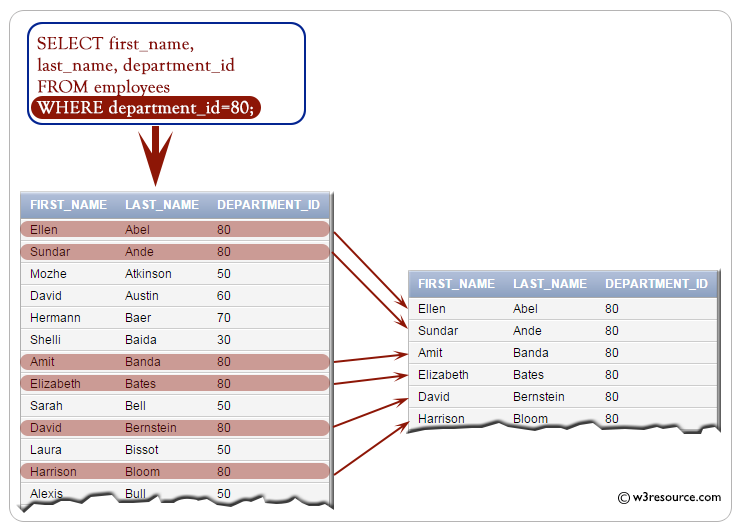 SELECT first_name,
last_name, department_id
FROM employees
WHERE department_id=80;
FIRST_NAME LAST_NAME DEPARTMENT_ID
Ellen Abel 80
Sundar Ande 80
Mozhe Atkinson 50
David Austin 60
Hermann Baer 70
Shelli Baida 30
Amit Banda 80
Elizabeth Bates 80
Sarah Bell 50
David Bernstein 80
Laura Bissot 50
Harrison Bloom 80
Alexis Bull 50
FIRST_NAME LAST_NAME DEPARTMENT_ID
Ellen Abel 80
Sundar Ande 80
Amit Banda 80
Elizabeth Bates 80
David Bernstein 80
Harrison Bloom 80
© w3resource.com